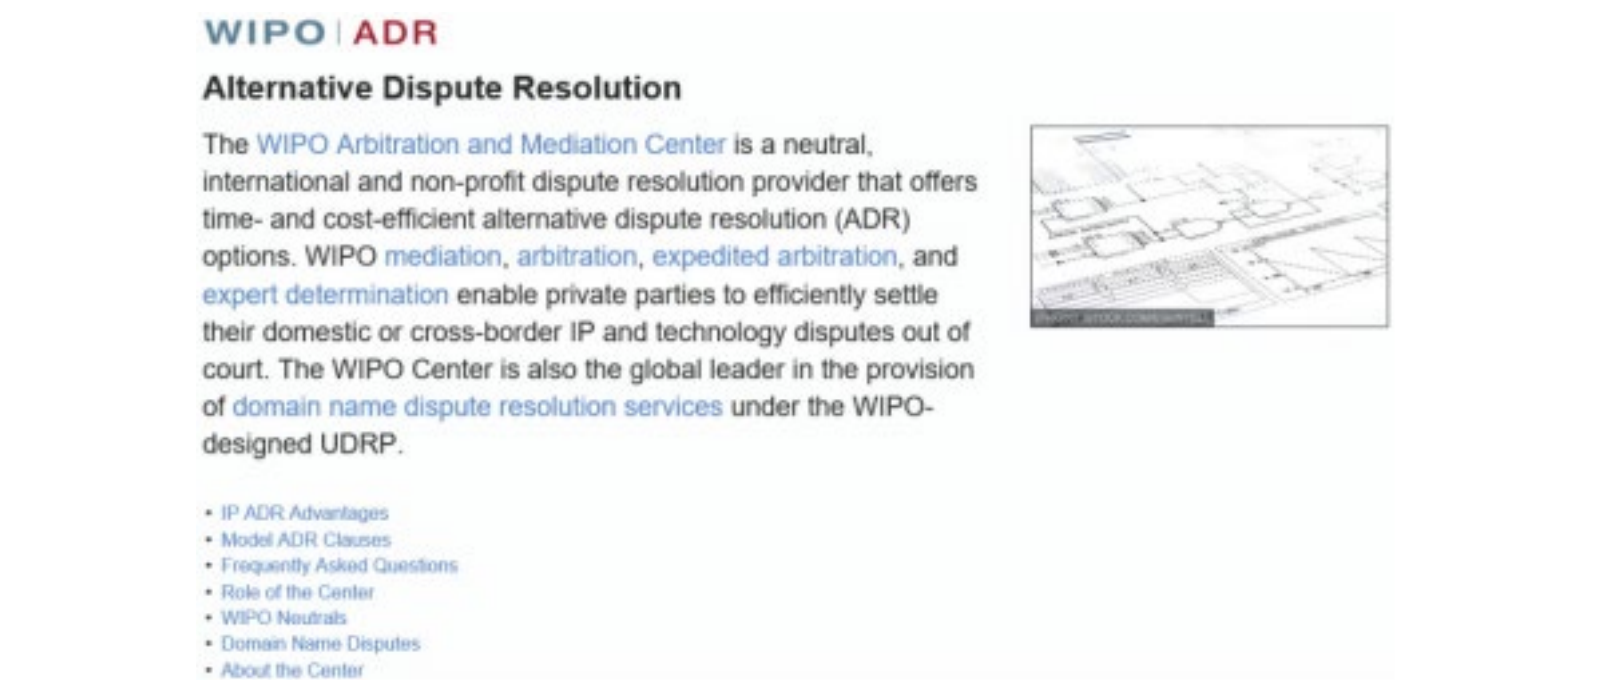 WIPO | ADR
Alternative Dispute Resolution
The WIPO Arbitration and Mediation Center is a neutral,
international and non-profit dispute resolution provider that offers
time- and cost-efficient alternative dispute resolution (ADR)
options. WIPO mediation, arbitration, expedited arbitration, and
expert determination enable private parties to efficiently settle
their domestic or cross-border IP and technology disputes out of
court. The WIPO Center is also the global leader in the provision
of domain name dispute resolution services under the WIPO-
designed UDRP.
• IP ADR Advantages
• Model ADR Clauses
• Frequently Asked Questions
• Role of the Center
• WIPO Neutrals
• Domain Name Disputes
• About the Center